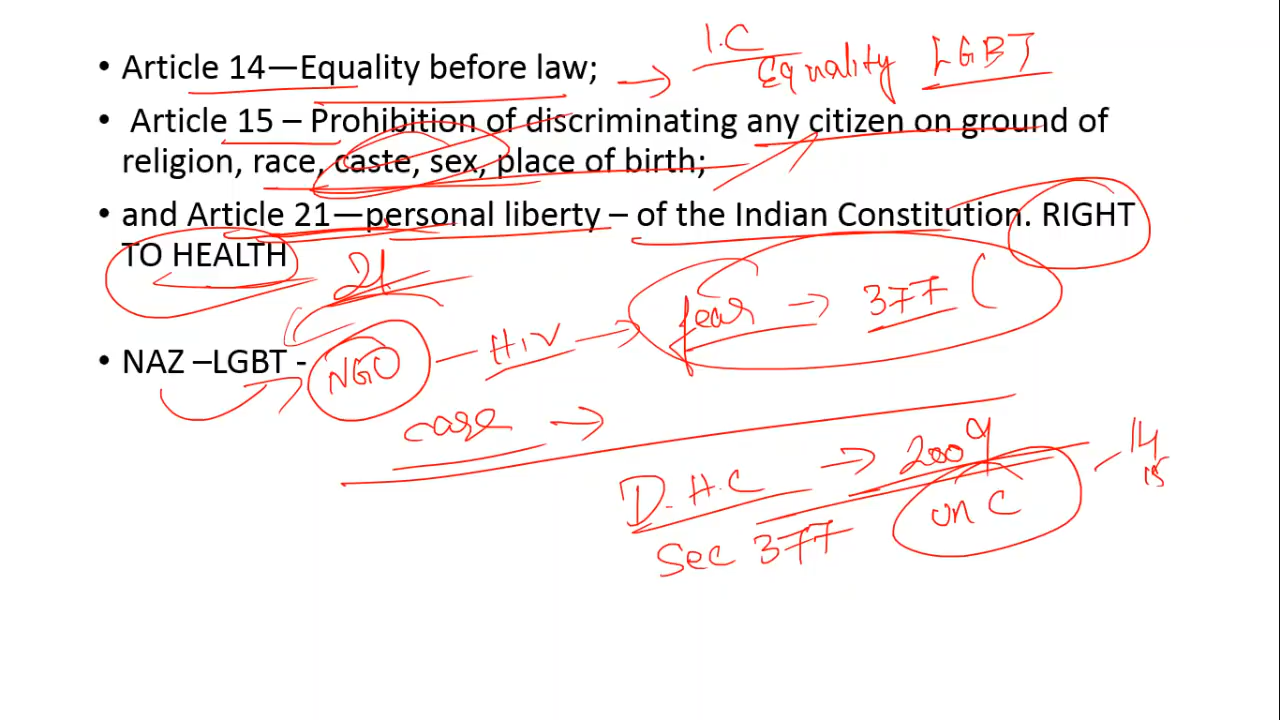 I.C
• Article 14—Equality before law; → Equality LGBT
• Article 15 – Prohibition of discriminating any citizen on ground of
religion, race, caste, sex, place of birth;
• and Article 21—personal liberty – of the Indian Constitution. RIGHT
TO HEALTH
21
fear → 377 (
• NAZ –LGBT - NGO — HIV →
case →
D.H.C → 2009 14
15
Sec 377 un C